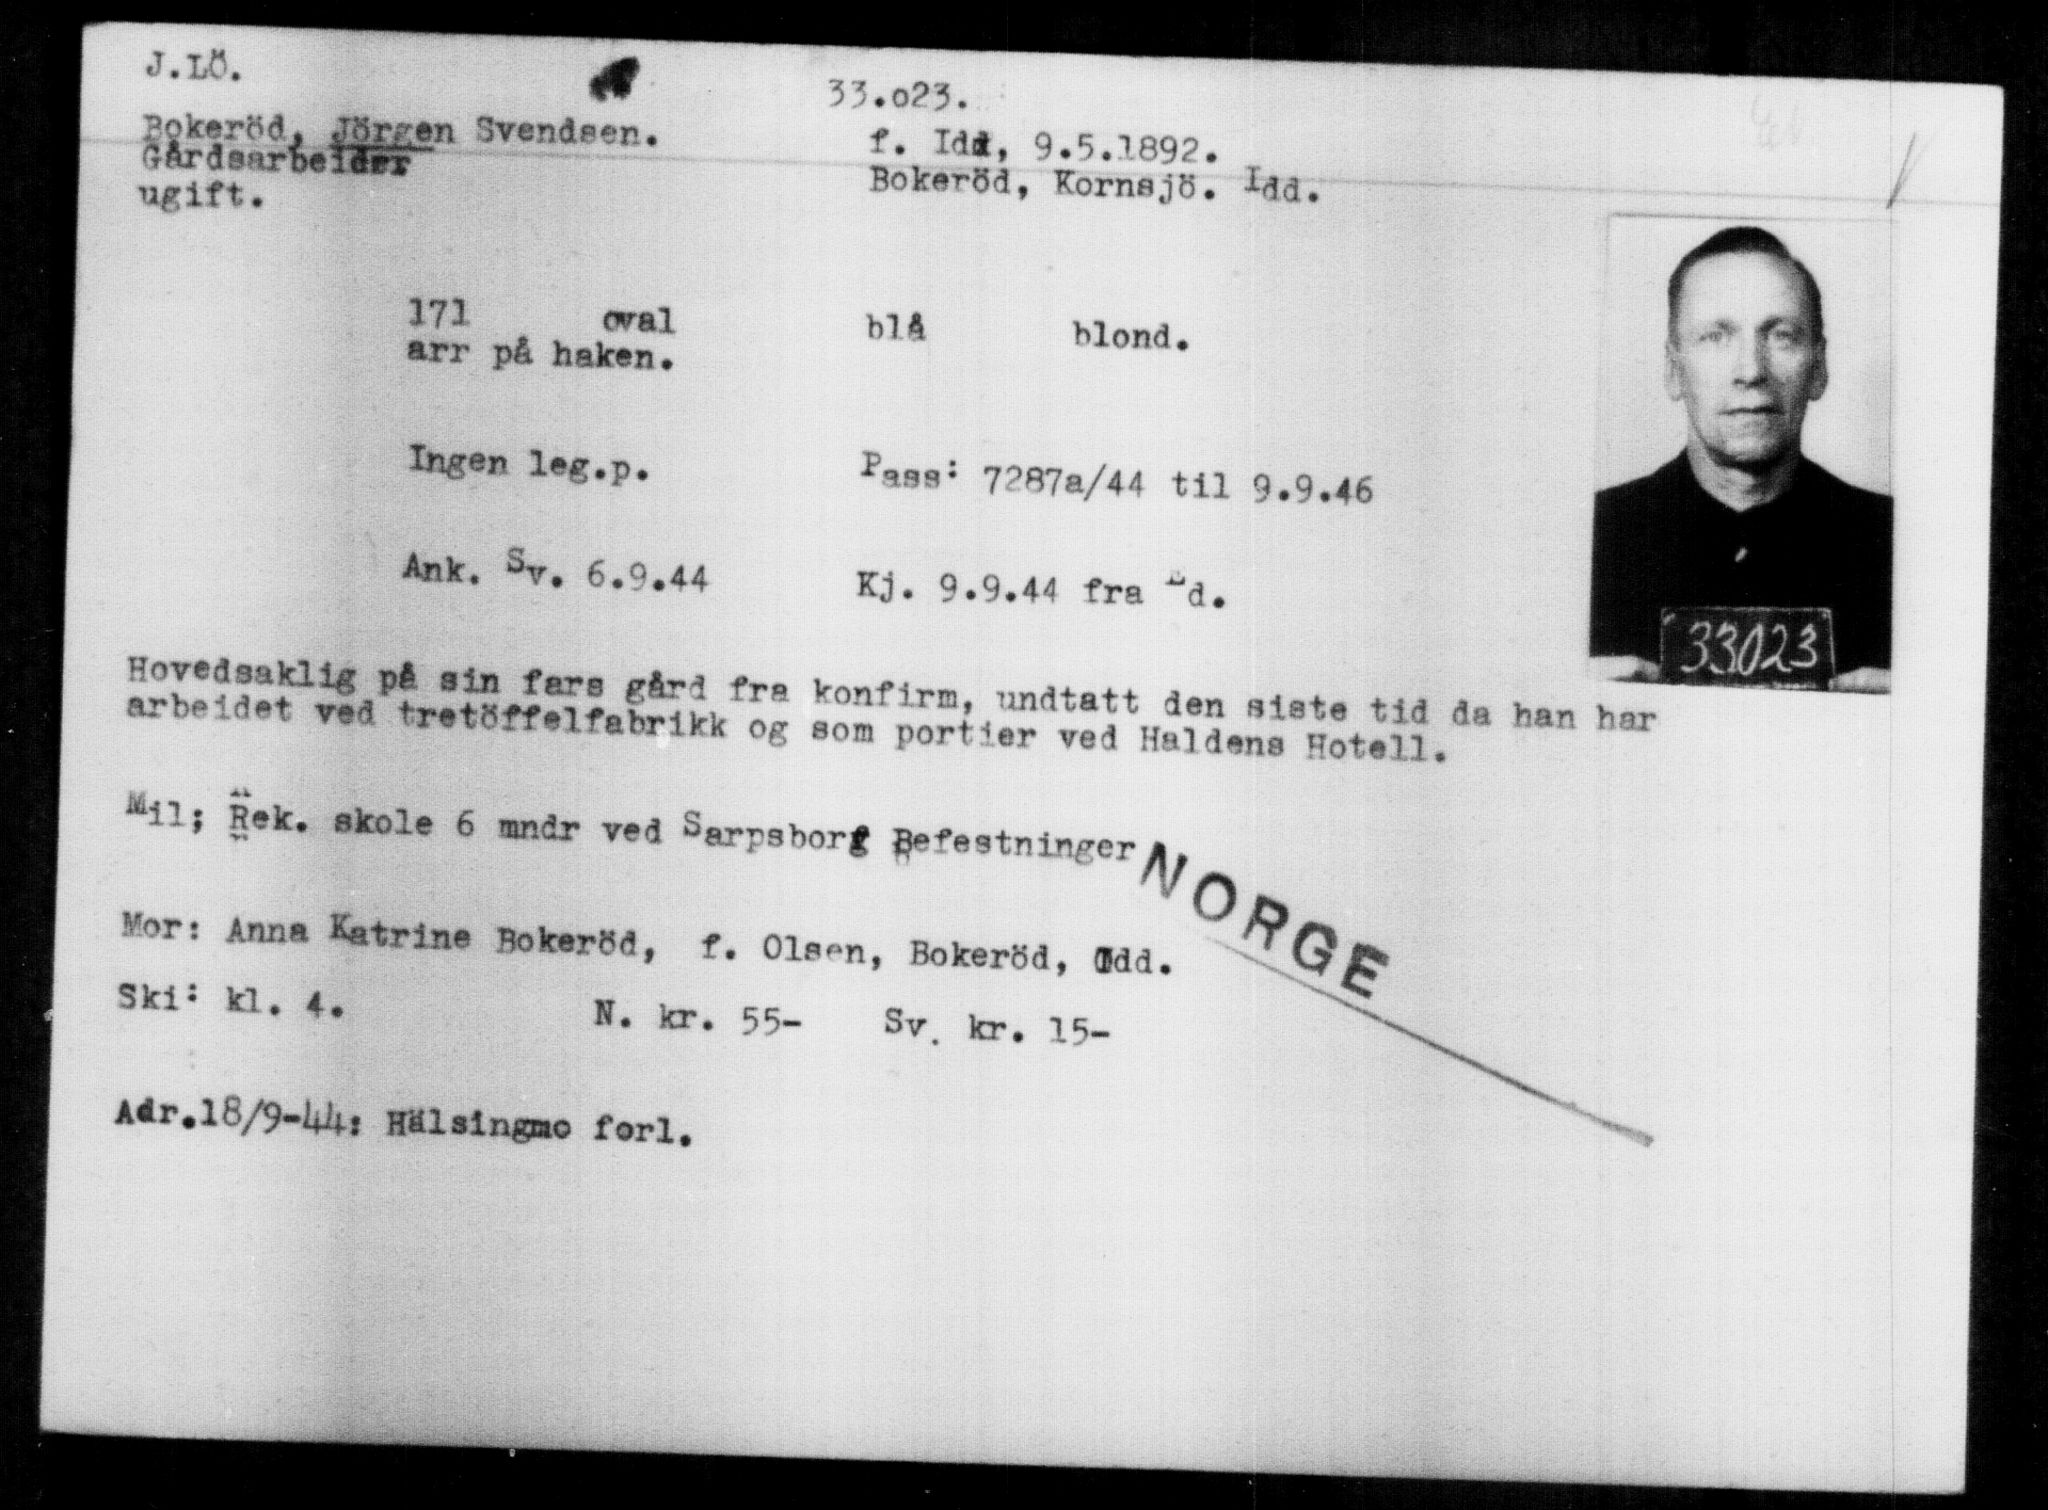 J.LÖ.
33.o23.
Bokeröd, Jörgen Svendsen.
f. Idd, 9.5.1892.
Gårdsarbeider
Bokeröd, Kornsjö. Idd.
ugift.
171 oval blå blond.
arr på haken.
Ingen leg.p. Pass: 7287a/44 til 9.9.46
Ank. Sv. 6.9.44 Kj. 9.9.44 fra Ed.
33023
Hovedsaklig på sin fars gård fra konfirm, undtatt den siste tid da han har
arbeidet ved tretöffelfabrikk og som portier ved Haldens Hotell.
Mil; Rek. skole 6 mndr ved Sarpsborg Befestninger
NORGE
Mor: Anna Katrine Bokeröd, f. Olsen, Bokeröd, Idd.
Ski: kl. 4. N. kr. 55- Sv. kr. 15-
Adr.18/9-44: Hälsingmo forl.